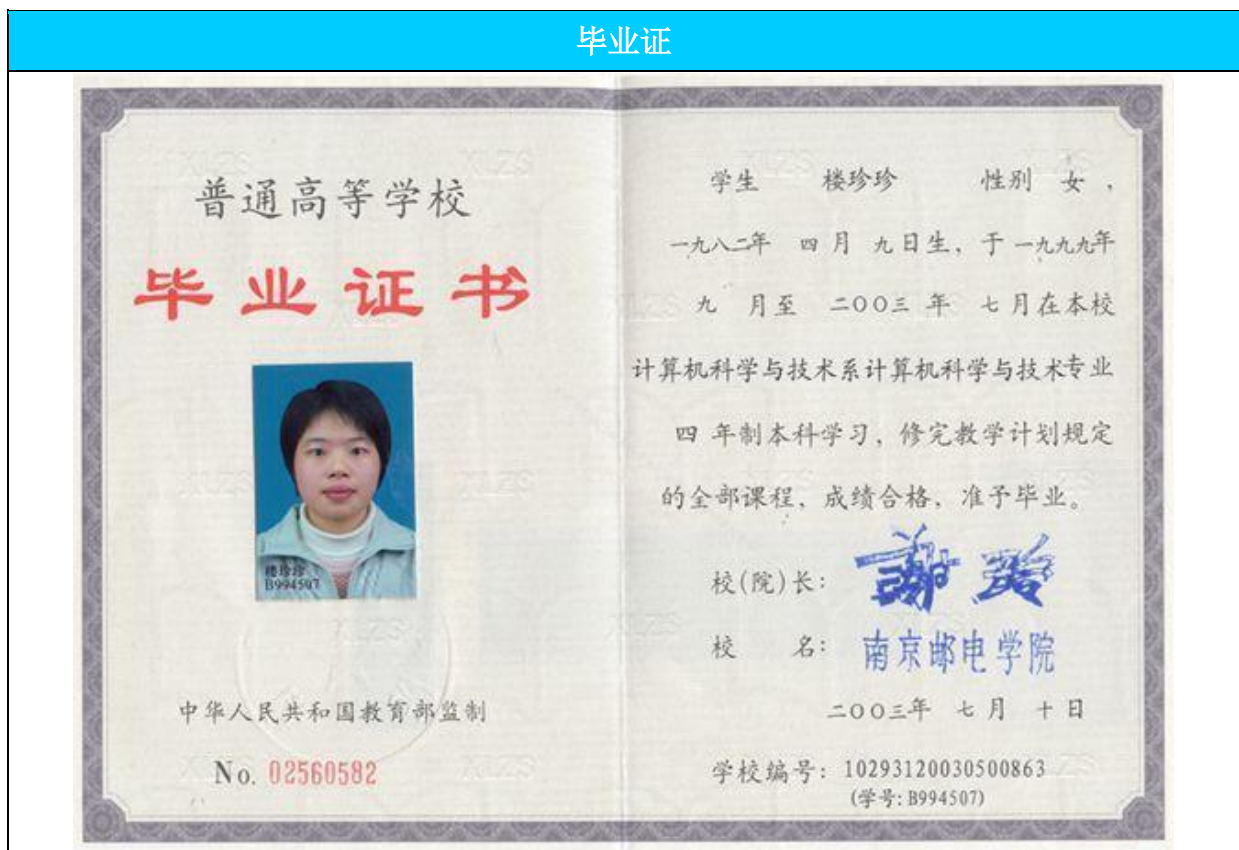 毕业证
普通高等学校
毕业证书
楼珍珍
B994507
中华人民共和国教育部监制
No. 02560582
学生 楼珍珍 性别 女,
一九八二年 四月 九日生, 于一九九九年
九 月至 二〇〇三 年 七月在本校
计算机科学与技术系计算机科学与技术专业
四 年制本科学习, 修完教学计划规定
的全部课程, 成绩合格, 准予毕业。
校(院)长:
校 名: 南京邮电学院
二〇〇三年 七月 十日
学校编号: 10293120030500863
(学号: B994507)